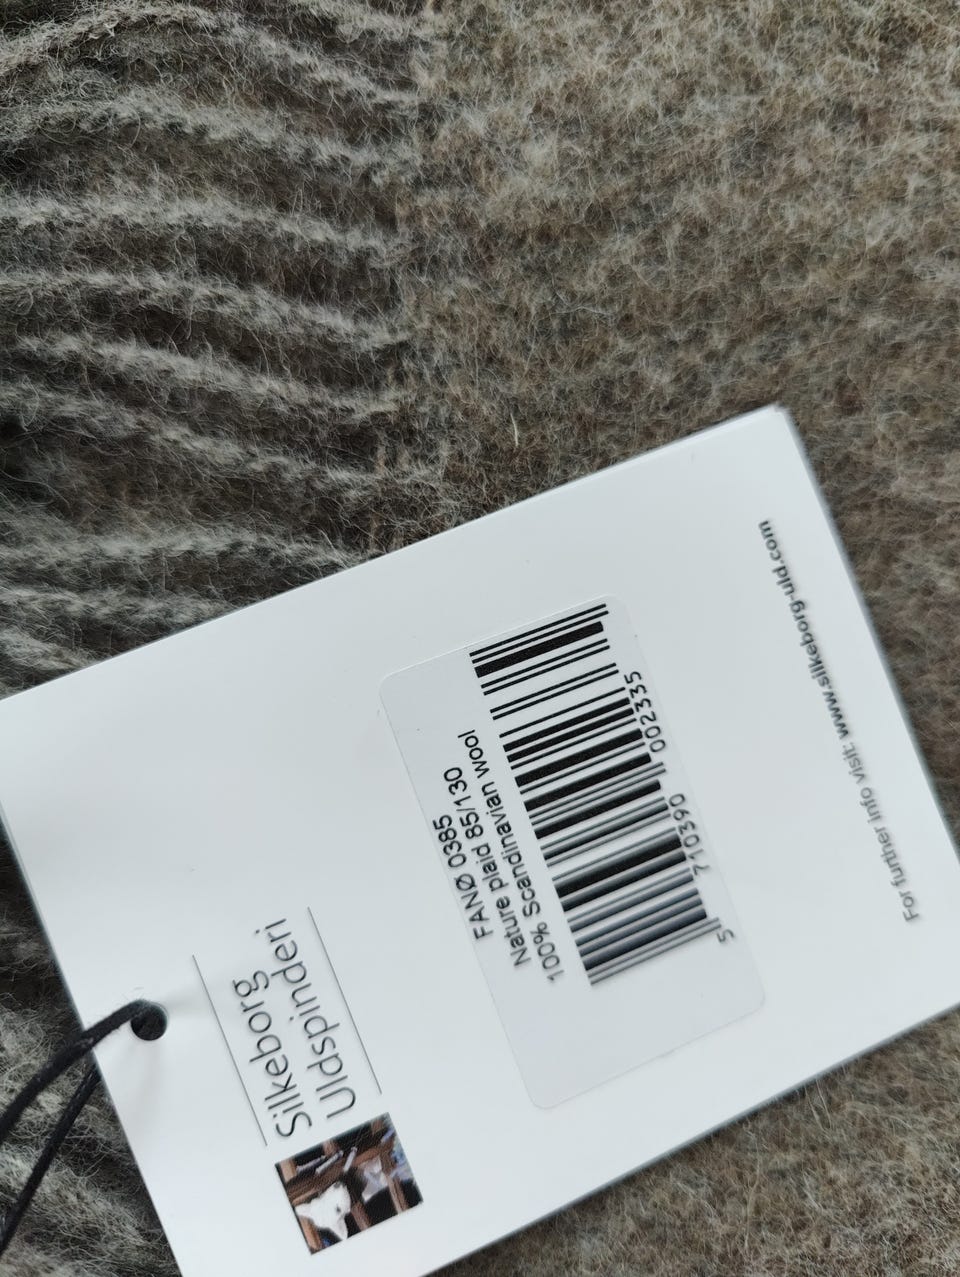 Silkeborg
Uldspinderi
FANØ 0385
Nature plaid 85/130
100% Scandinavian wool
5 710390 002335
For further info visit: www.silkeborg-uld.com